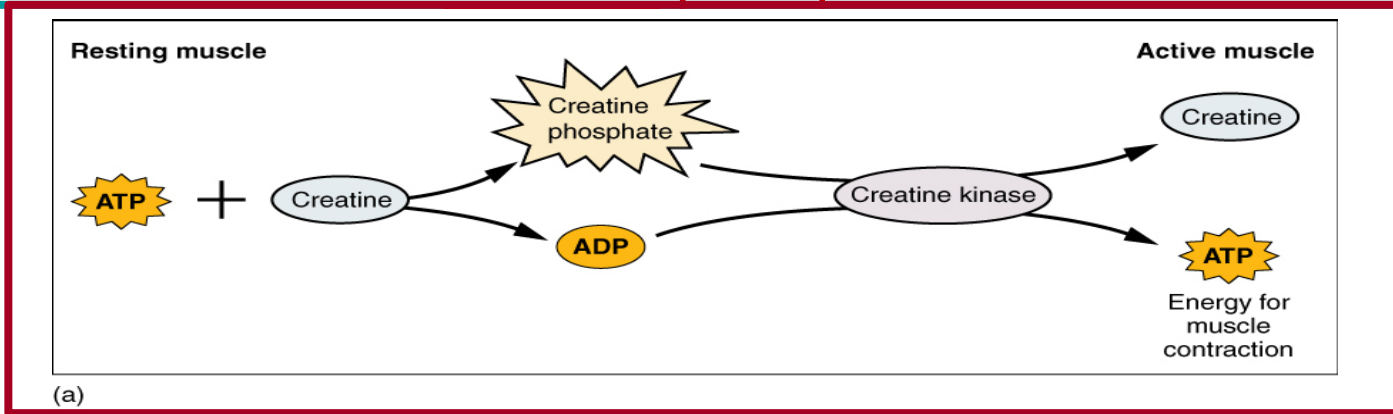 Resting muscle
Active muscle
Creatine
phosphate
Creatine
ATP
+
Creatine
Creatine kinase
ADP
ATP
Energy for
muscle
contraction
(a)